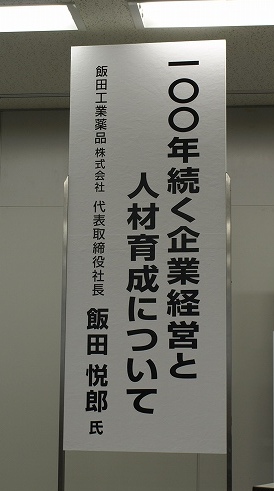 一〇〇年続く企業経営と
人材育成について
飯田工業薬品株式会社 代表取締役社長 飯田 悦郎 氏